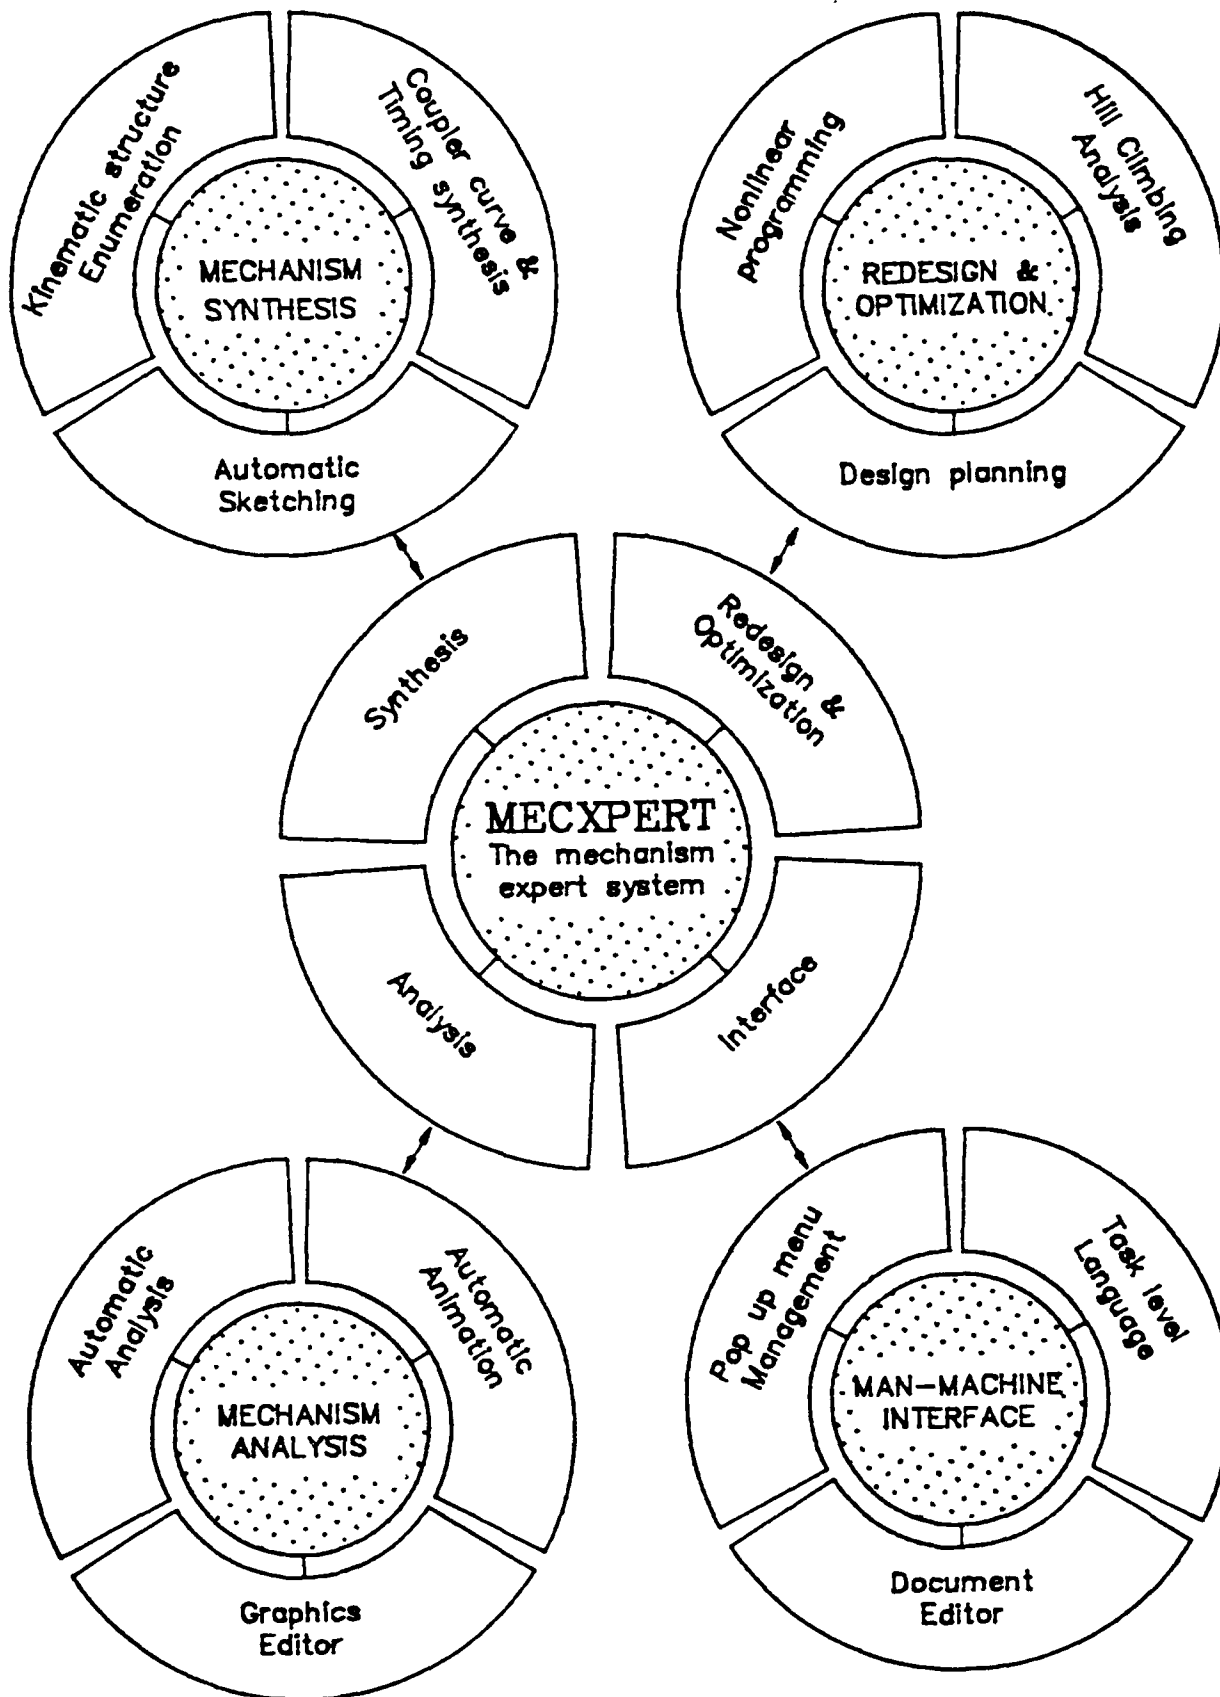 Kinematic structure
Enumeration
Coupler curve &
Timing synthesis
MECHANISM
SYNTHESIS
Automatic
Sketching
Nonlinear
programming
Hill Climbing
Analysis
REDESIGN &
OPTIMIZATION
Design planning
Synthesis
Redesign &
Optimization
MECXPERT
The mechanism
expert system
Analysis
Interface
Automatic
Analysis
Automatic
Animation
MECHANISM
ANALYSIS
Graphics
Editor
Pop up menu
Management
Task level
Language
MAN-MACHINE
INTERFACE
Document
Editor